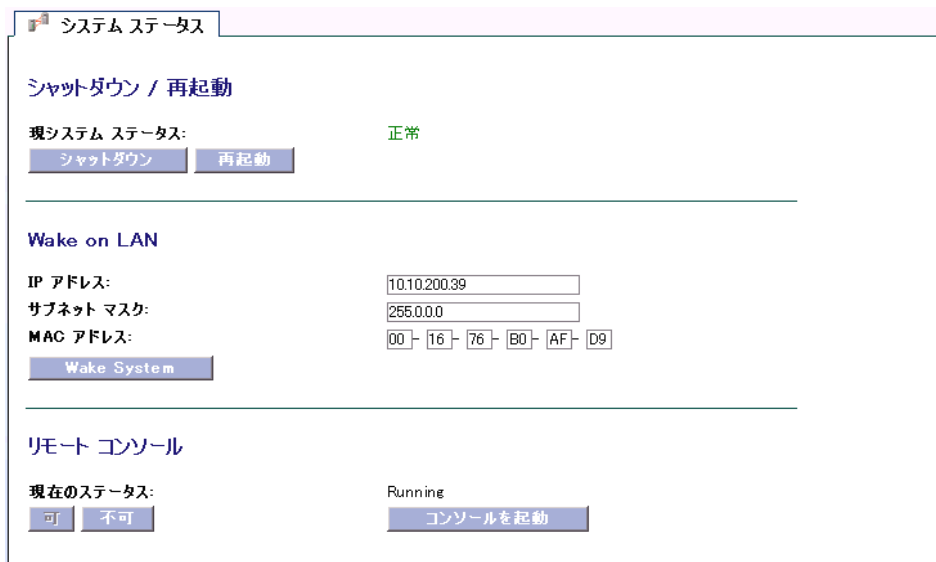 システム ステータス
シャットダウン / 再起動
現システム ステータス: 正常
シャットダウン 再起動
Wake on LAN
IP アドレス: 10.10.200.39
サブネット マスク: 255.0.0.0
MAC アドレス: 00 - 16 - 76 - B0 - AF - D9
Wake System
リモート コンソール
現在のステータス: Running
可 不可 コンソールを起動